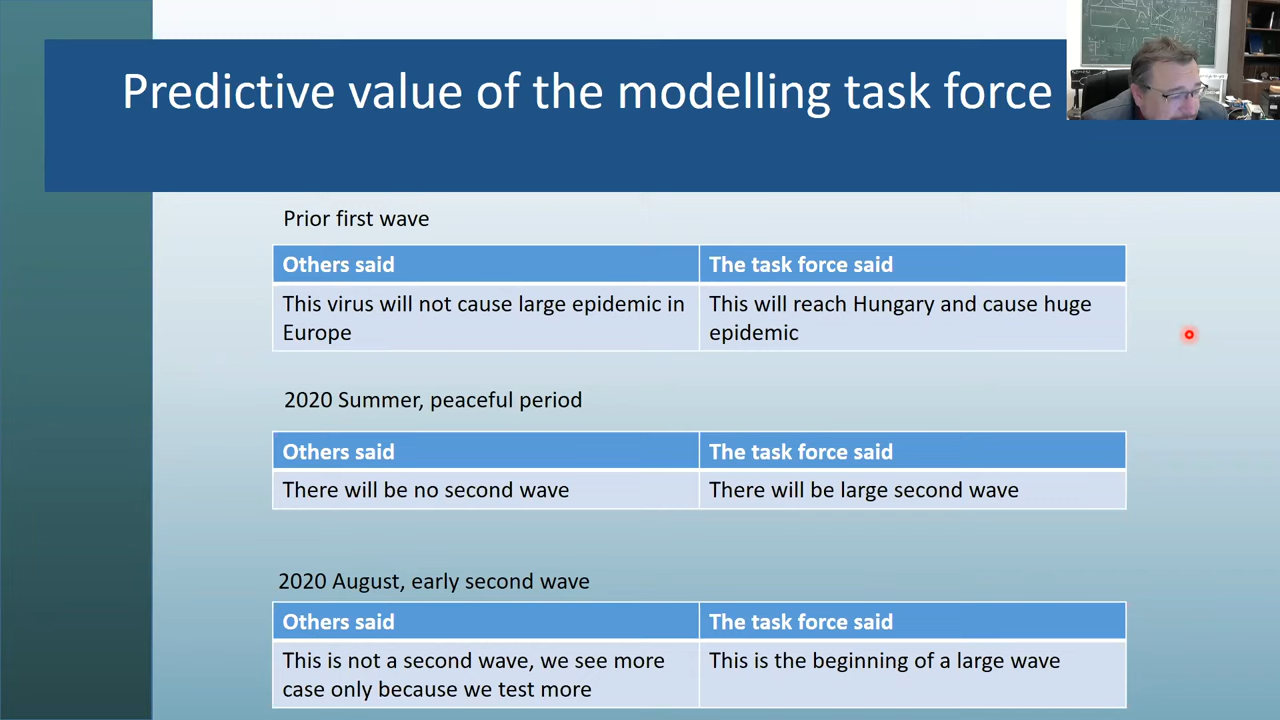 Predictive value of the modelling task force
Prior first wave
Others said
The task force said
This virus will not cause large epidemic in
Europe
This will reach Hungary and cause huge
epidemic
2020 Summer, peaceful period
Others said
The task force said
There will be no second wave
There will be large second wave
2020 August, early second wave
Others said
The task force said
This is not a second wave, we see more
case only because we test more
This is the beginning of a large wave